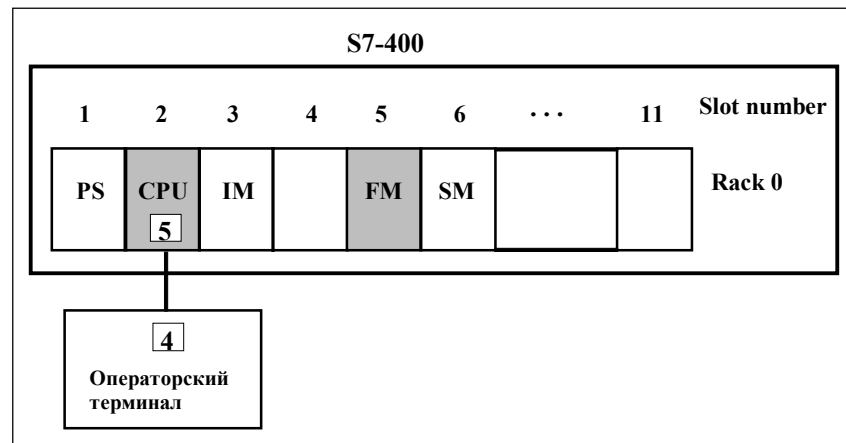 S7-400
1 2 3 4 5 6 ... 11 Slot number
PS CPU IM FM SM Rack 0
5
4
Операторский
терминал